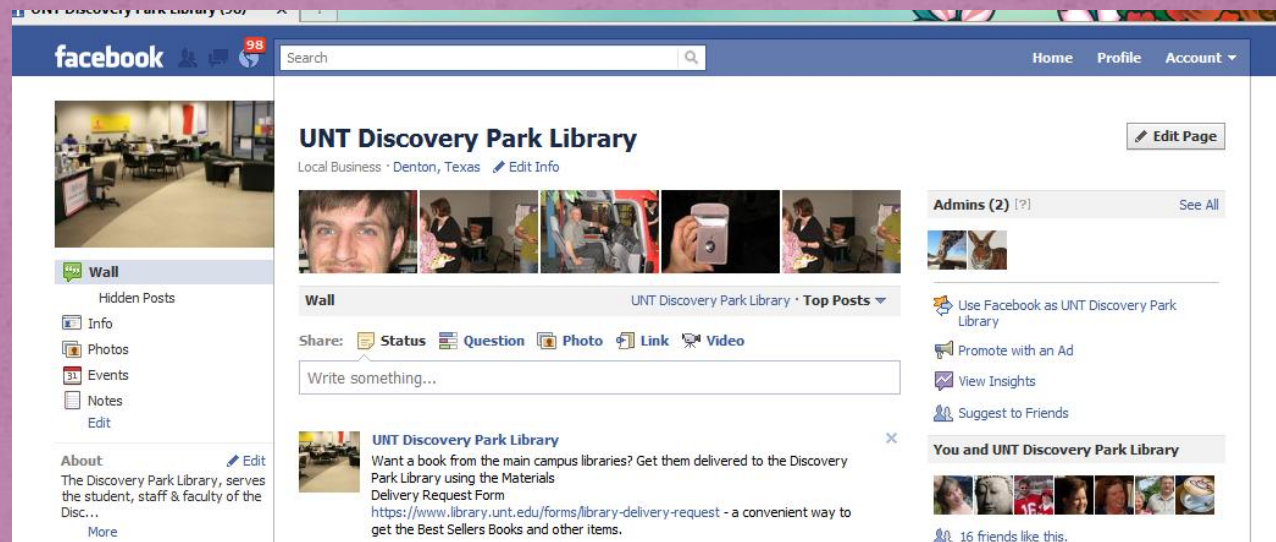 UNT Discovery Park Library (98)
facebook
98
Search
Home Profile Account
UNT Discovery Park Library
Edit Page
Local Business · Denton, Texas Edit Info
Admins (2) [?] See All
Wall
Hidden Posts
Info
Photos
31 Events
Notes
Edit
About Edit
The Discovery Park Library, serves
the student, staff & faculty of the
Disc...
More
Wall UNT Discovery Park Library · Top Posts
Share: Status Question Photo Link Video
Write something...
UNT Discovery Park Library
Want a book from the main campus libraries? Get them delivered to the Discovery
Park Library using the Materials
Delivery Request Form
https://www.library.unt.edu/forms/library-delivery-request - a convenient way to
get the Best Sellers Books and other items.
Use Facebook as UNT Discovery Park
Library
Promote with an Ad
View Insights
Suggest to Friends
You and UNT Discovery Park Library
16 friends like this.